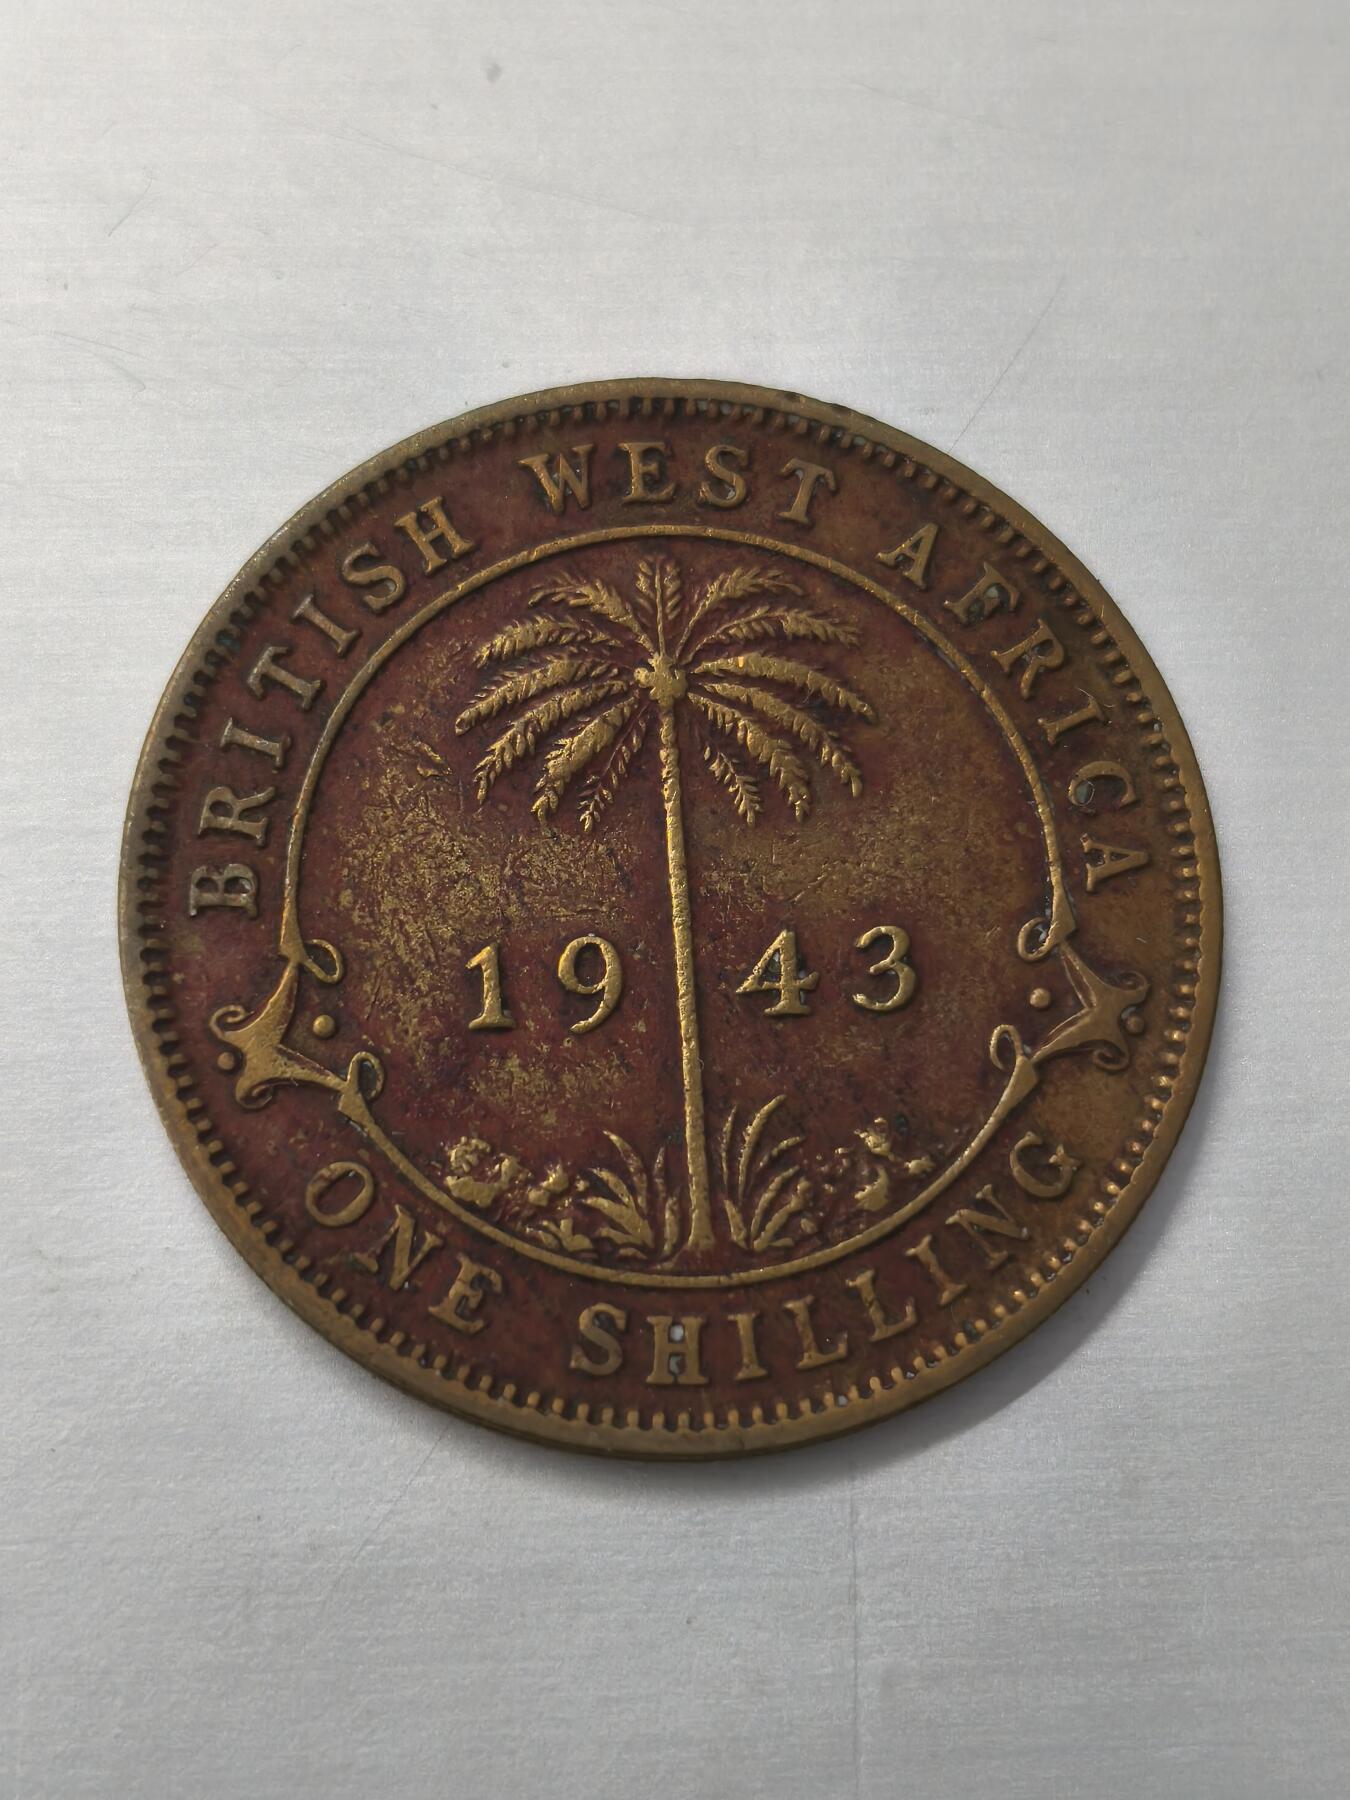 BRITISH WEST AFRICA
1943
ONE SHILLING